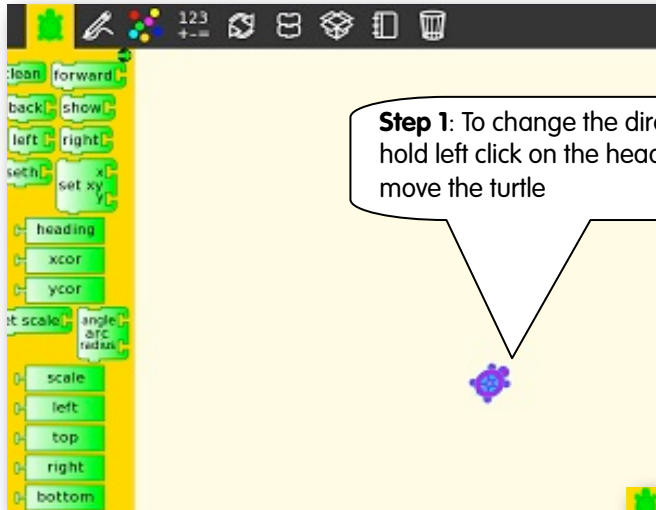 123
+-=
clean forward
back show
left right
seth
set xy
x
y
heading
xcor
ycor
set scale
angle
arc
radius
scale
left
top
right
bottom
Step 1: To change the dire
hold left click on the head
move the turtle